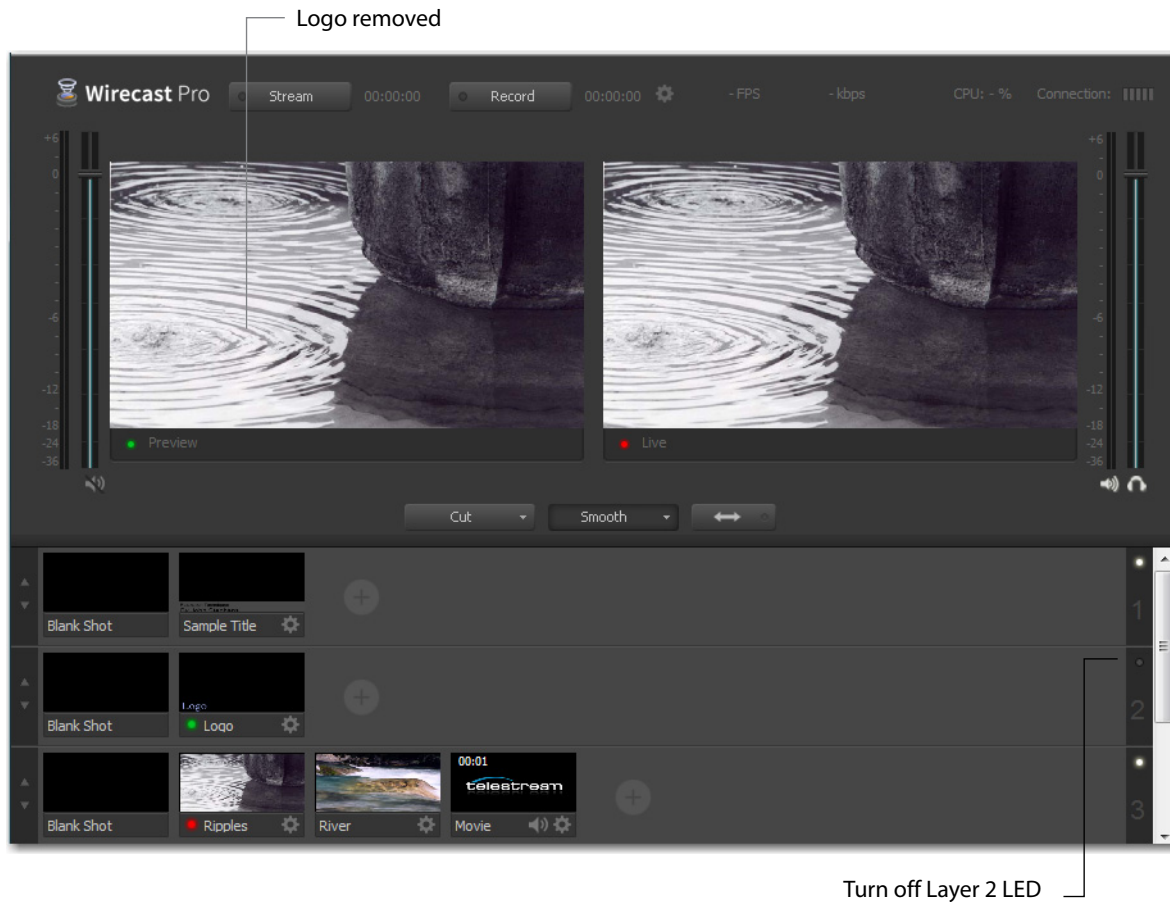 Logo removed
Wirecast Pro Stream 00:00:00 Record 00:00:00 - FPS - kbps CPU: - % Connection:
+6 +6
- -
0 0
-6 -6
-12 -12
-18 -18
-24 -24
-36 -36
Preview Live
Cut Smooth
Blank Shot Sample Title 1
Logo
Blank Shot Logo 2
00:01
telestream
Blank Shot Ripples River Movie 3
Turn off Layer 2 LED